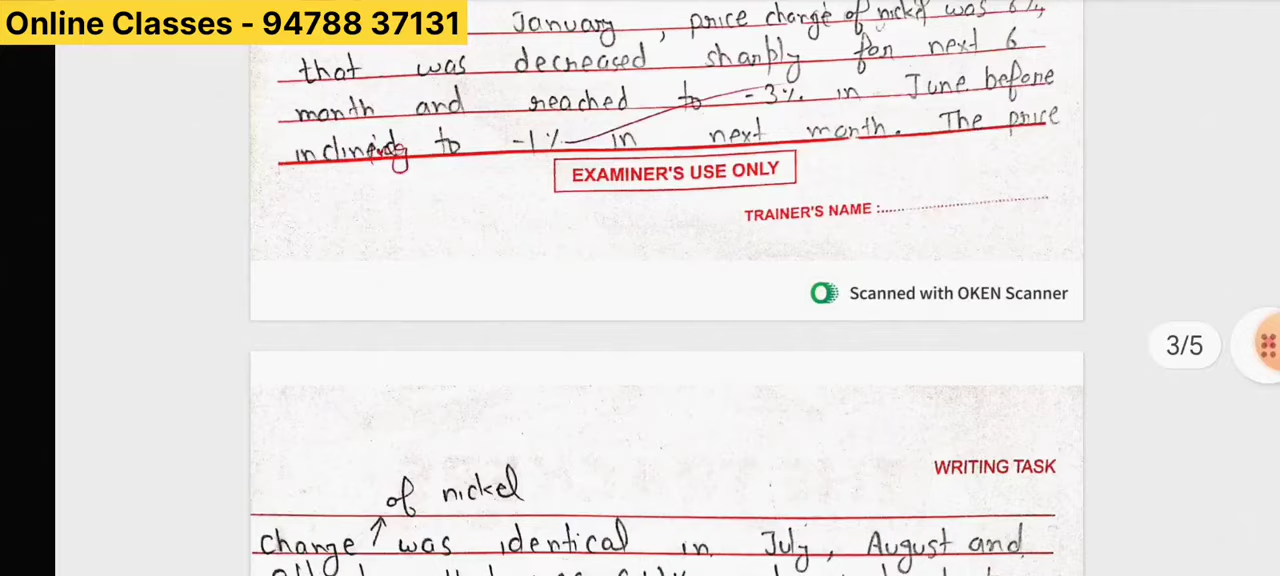 Online Classes - 94788 37131
January, price change of nickel was 6%,
that was decreased sharply for next 6
month and reached to -3% in June before
inclining to -1% in next month. The price
EXAMINER'S USE ONLY
TRAINER'S NAME :
Scanned with OKEN Scanner
3/5
WRITING TASK
of nickel
change was identical in July, August and